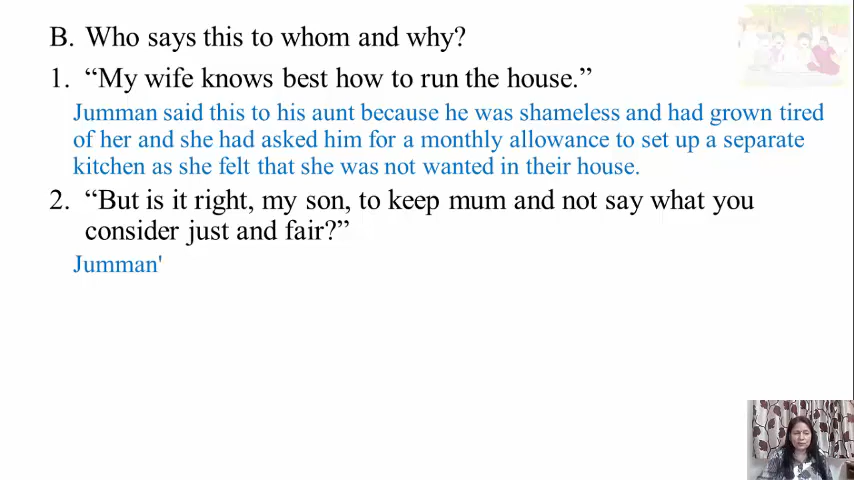 B. Who says this to whom and why?
1. “My wife knows best how to run the house.”
Jumman said this to his aunt because he was shameless and had grown tired
of her and she had asked him for a monthly allowance to set up a separate
kitchen as she felt that she was not wanted in their house.
2. “But is it right, my son, to keep mum and not say what you
consider just and fair?”
Jumman'